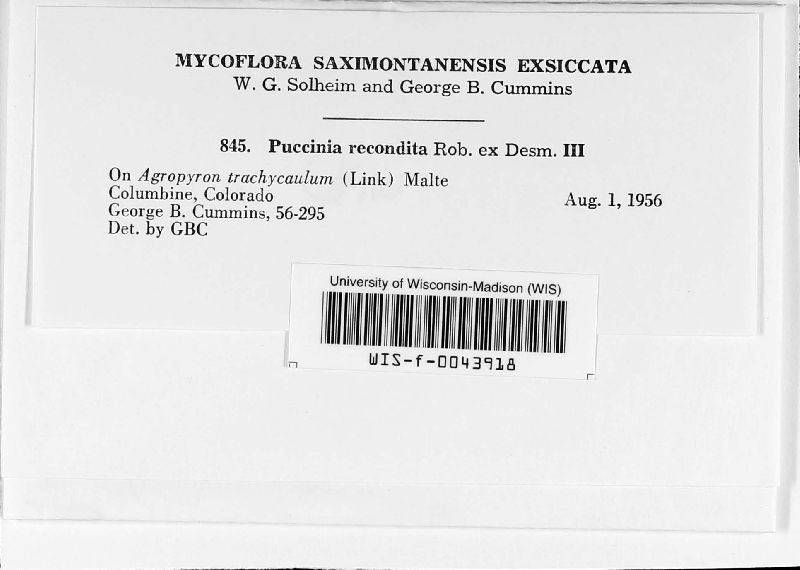 MYCOFLORA SAXIMONTANENSIS EXSICCATA
W. G. Solheim and George B. Cummins
845. Puccinia recondita Rob. ex Desm. III
On Agropyron trachycaulum (Link) Malte
Columbine, Colorado
Aug. 1, 1956
George B. Cummins, 56-295
Det. by GBC
University of Wisconsin-Madison (WIS)
WIS-f-0043918